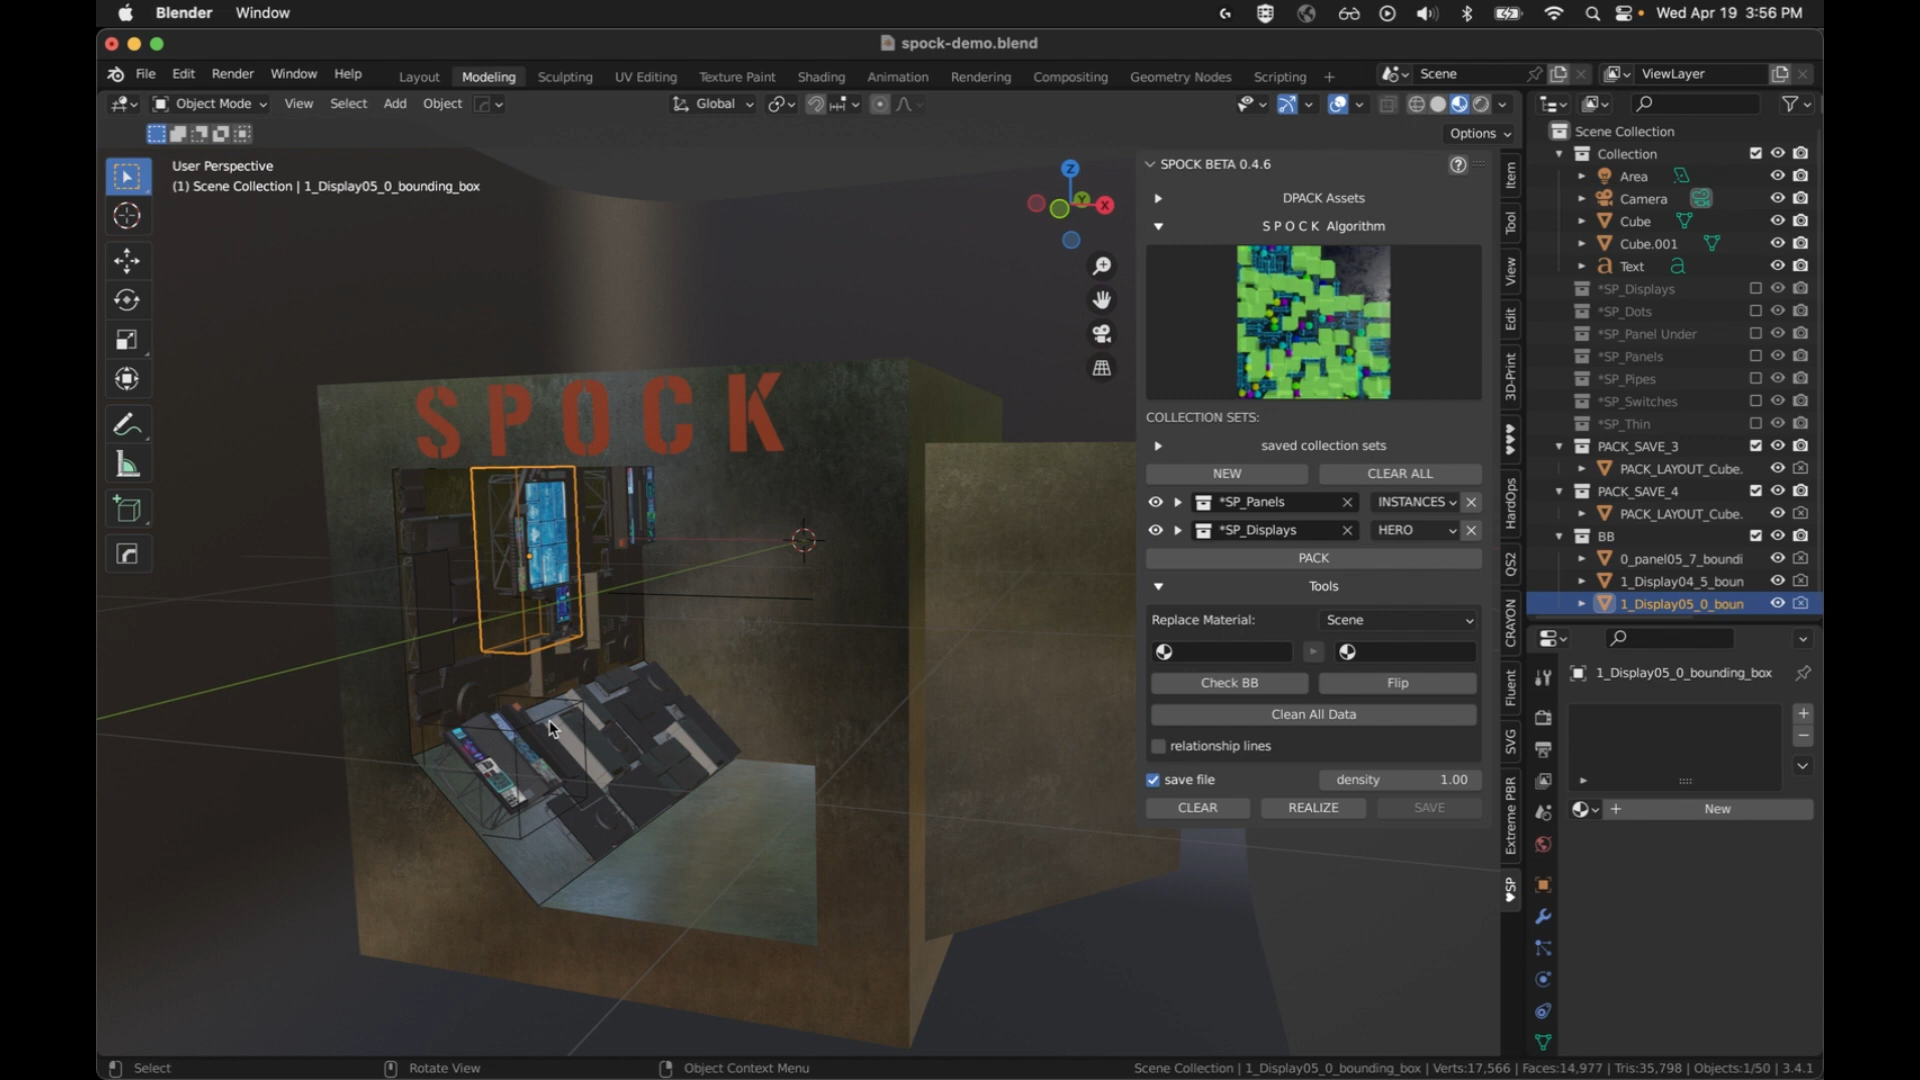 Blender Window Wed Apr 19 3:56 PM
spock-demo.blend
File Edit Render Window Help Layout Modeling Sculpting UV Editing Texture Paint Shading Animation Rendering Compositing Geometry Nodes Scripting + Scene ViewLayer
Object Mode View Select Add Object Global
Options
User Perspective
(1) Scene Collection | 1_Display05_0_bounding_box
Z
Y
X
SPOCK
SPOCK BETA 0.4.6
DPACK Assets
S P O C K Algorithm
COLLECTION SETS:
saved collection sets
NEW CLEAR ALL
*SP_Panels INSTANCES
*SP_Displays HERO
PACK
Tools
Replace Material: Scene
Check BB Flip
Clean All Data
relationship lines
save file density 1.00
CLEAR REALIZE SAVE
Item
Tool
View
Edit
3D-Print
♥♥♥
HardOps
QS2
CRAYON
Fluent
SVG
Extreme PBR
♥SP
Scene Collection
Collection
Area
Camera
Cube
Cube.001
Text
*SP_Displays
*SP_Dots
*SP_Panel Under
*SP_Panels
*SP_Pipes
*SP_Switches
*SP_Thin
PACK_SAVE_3
PACK_LAYOUT_Cube.
PACK_SAVE_4
PACK_LAYOUT_Cube.
BB
0_panel05_7_boundi
1_Display04_5_boun
1_Display05_0_boun
1_Display05_0_bounding_box
New
Select Rotate View Object Context Menu Scene Collection | 1_Display05_0_bounding_box | Verts:17,566 | Faces:14,977 | Tris:35,798 | Objects:1/50 | 3.4.1